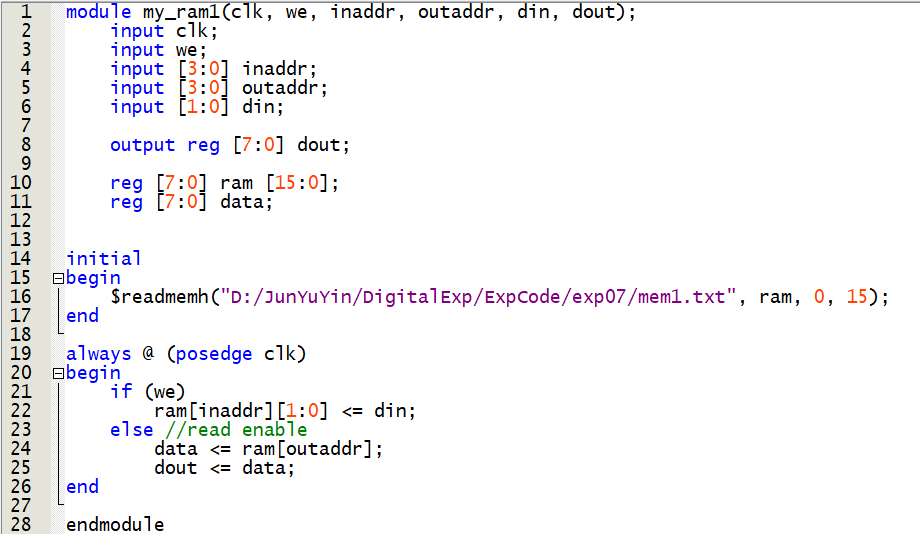 1 module my_ram1(clk, we, inaddr, outaddr, din, dout);
2 input clk;
3 input we;
4 input [3:0] inaddr;
5 input [3:0] outaddr;
6 input [1:0] din;
7
8 output reg [7:0] dout;
9
10 reg [7:0] ram [15:0];
11 reg [7:0] data;
12
13
14 initial
15 begin
16 $readmemh("D:/JunYuYin/DigitalExp/ExpCode/exp07/mem1.txt", ram, 0, 15);
17 end
18
19 always @ (posedge clk)
20 begin
21 if (we)
22 ram[inaddr][1:0] <= din;
23 else //read enable
24 data <= ram[outaddr];
25 dout <= data;
26 end
27
28 endmodule